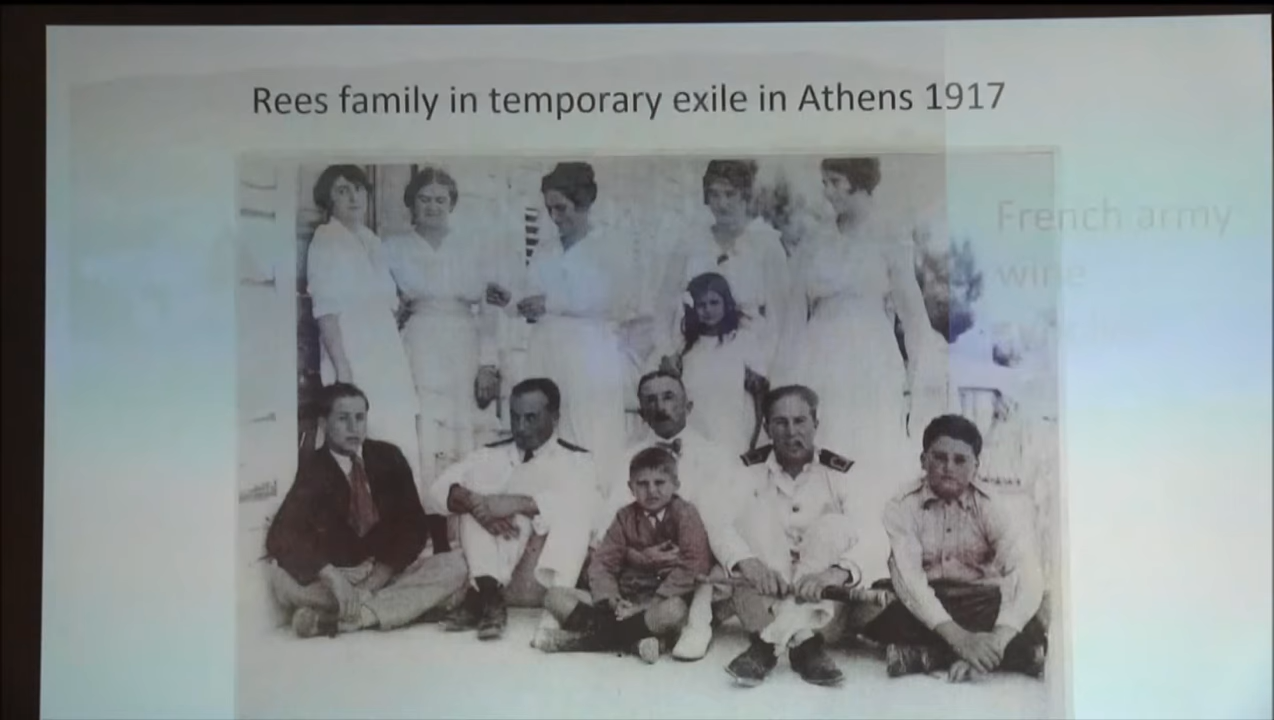 Rees family in temporary exile in Athens 1917
French army
wine